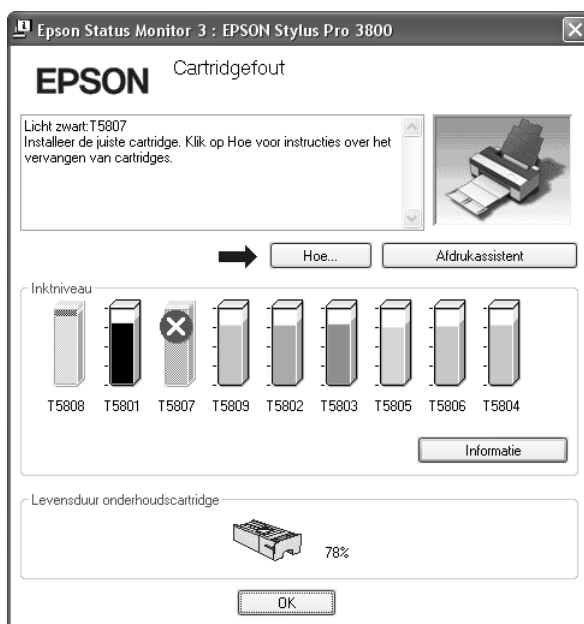 Epson Status Monitor 3 : EPSON Stylus Pro 3800
EPSON
Cartridgefout
Licht zwart:T5807
Installeer de juiste cartridge. Klik op Hoe voor instructies over het
vervangen van cartridges.
Hoe...
Afdrukassistent
Inktniveau
T5808 T5801 T5807 T5809 T5802 T5803 T5805 T5806 T5804
Informatie
Levensduur onderhoudscartridge
78%
OK